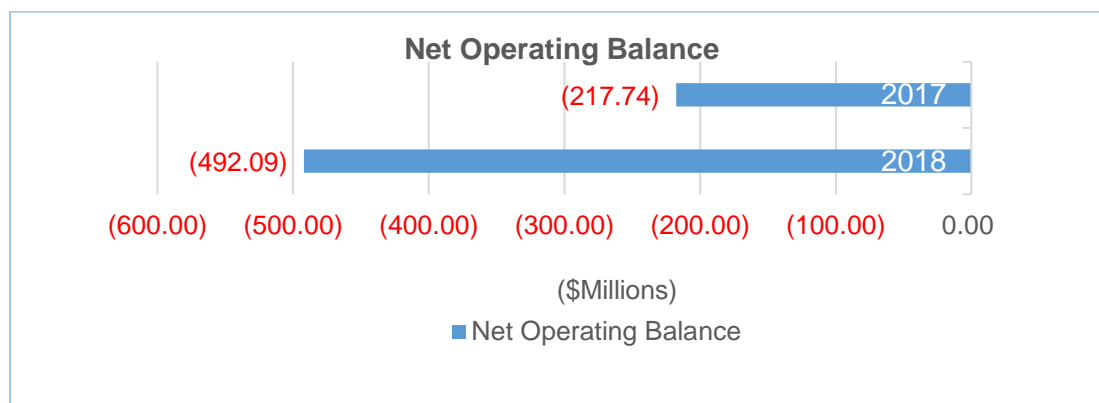 Net Operating Balance
(217.74) 2017
(492.09) 2018
(600.00) (500.00) (400.00) (300.00) (200.00) (100.00) 0.00
($Millions)
Net Operating Balance